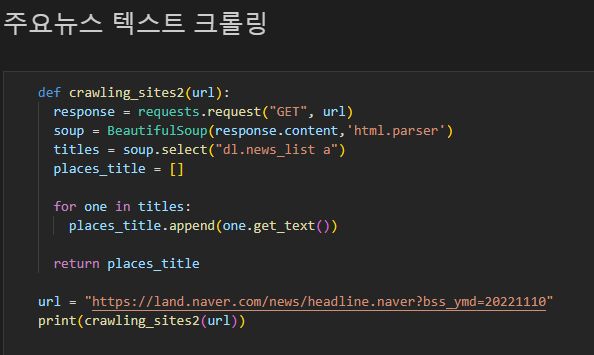 주요뉴스 텍스트 크롤링
def crawling_sites2(url):
response = requests.request("GET", url)
soup = BeautifulSoup(response.content,'html.parser')
titles = soup.select("dl.news_list a")
places_title = []
for one in titles:
places_title.append(one.get_text())
return places_title
url = "https://land.naver.com/news/headline.naver?bss_ymd=20221110"
print(crawling_sites2(url))